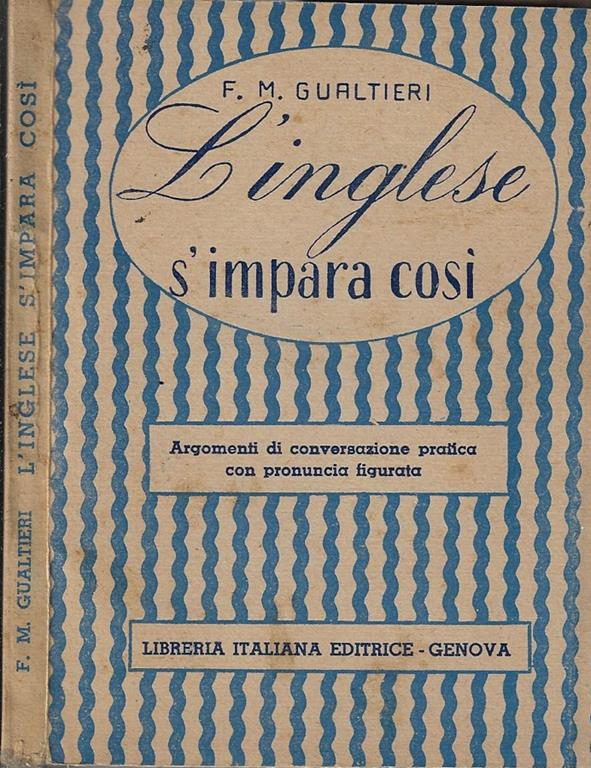 F. M. GUALTIERI
L'inglese
s'impara così
Argomenti di conversazione pratica
con pronuncia figurata
LIBRERIA ITALIANA EDITRICE - GENOVA
F. M. GUALTIERI L'INGLESE S'IMPARA COSÌ